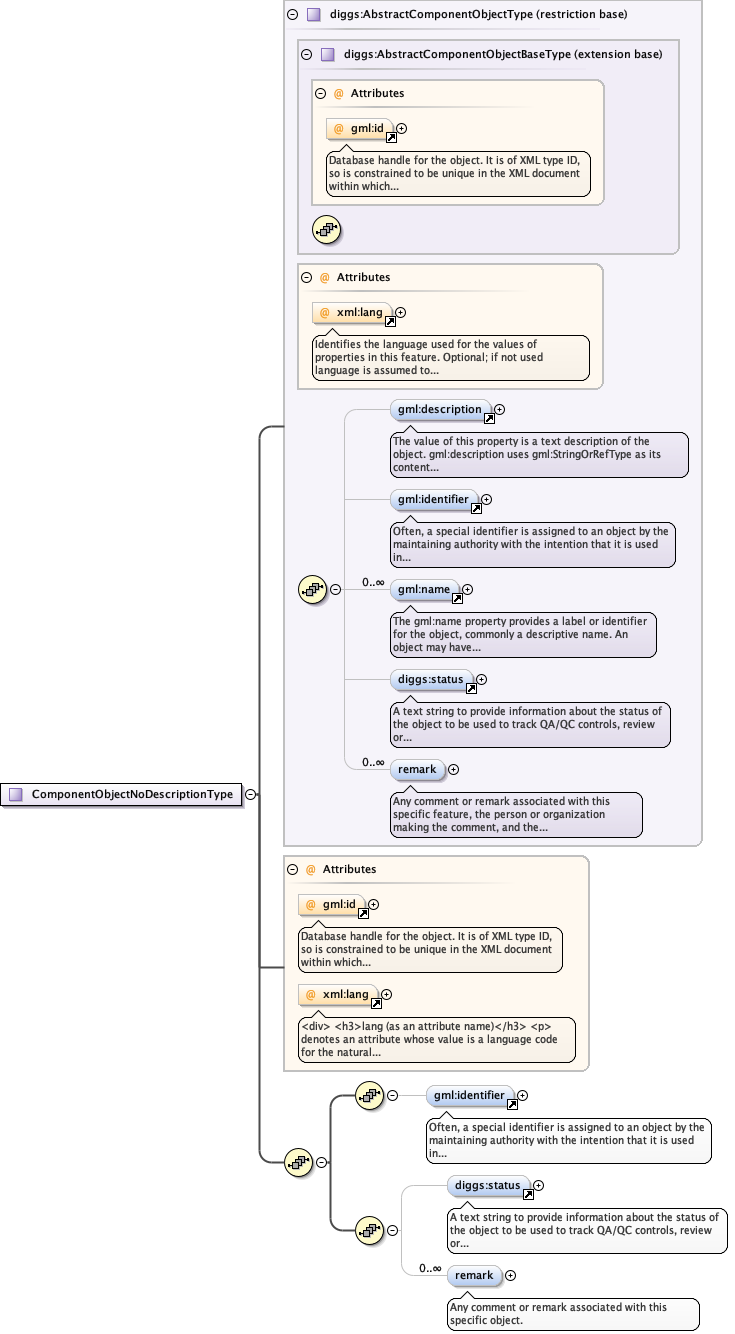 diggs:AbstractComponentObjectType (restriction base)
diggs:AbstractComponentObjectBaseType (extension base)
@ Attributes
@ gml:id
Database handle for the object. It is of XML type ID,
so is constrained to be unique in the XML document
within which...
@ Attributes
@ xml:lang
Identifies the language used for the values of
properties in this feature. Optional; if not used
language is assumed to...
gml:description
The value of this property is a text description of the
object. gml:description uses gml:StringOrRefType as its
content...
gml:identifier
Often, a special identifier is assigned to an object by the
maintaining authority with the intention that it is used
in...
0..∞
gml:name
The gml:name property provides a label or identifier
for the object, commonly a descriptive name. An
object may have...
diggs:status
A text string to provide information about the status of
the object to be used to track QA/QC controls, review
or...
0..∞
remark
Any comment or remark associated with this
specific feature, the person or organization
making the comment, and the...
ComponentObjectNoDescriptionType
@ Attributes
@ gml:id
Database handle for the object. It is of XML type ID,
so is constrained to be unique in the XML document
within which...
@ xml:lang
<div> <h3>lang (as an attribute name)</h3> <p>
denotes an attribute whose value is a language code
for the natural...
gml:identifier
Often, a special identifier is assigned to an object by the
maintaining authority with the intention that it is used
in...
diggs:status
A text string to provide information about the status of
the object to be used to track QA/QC controls, review
or...
0..∞
remark
Any comment or remark associated with this
specific object.